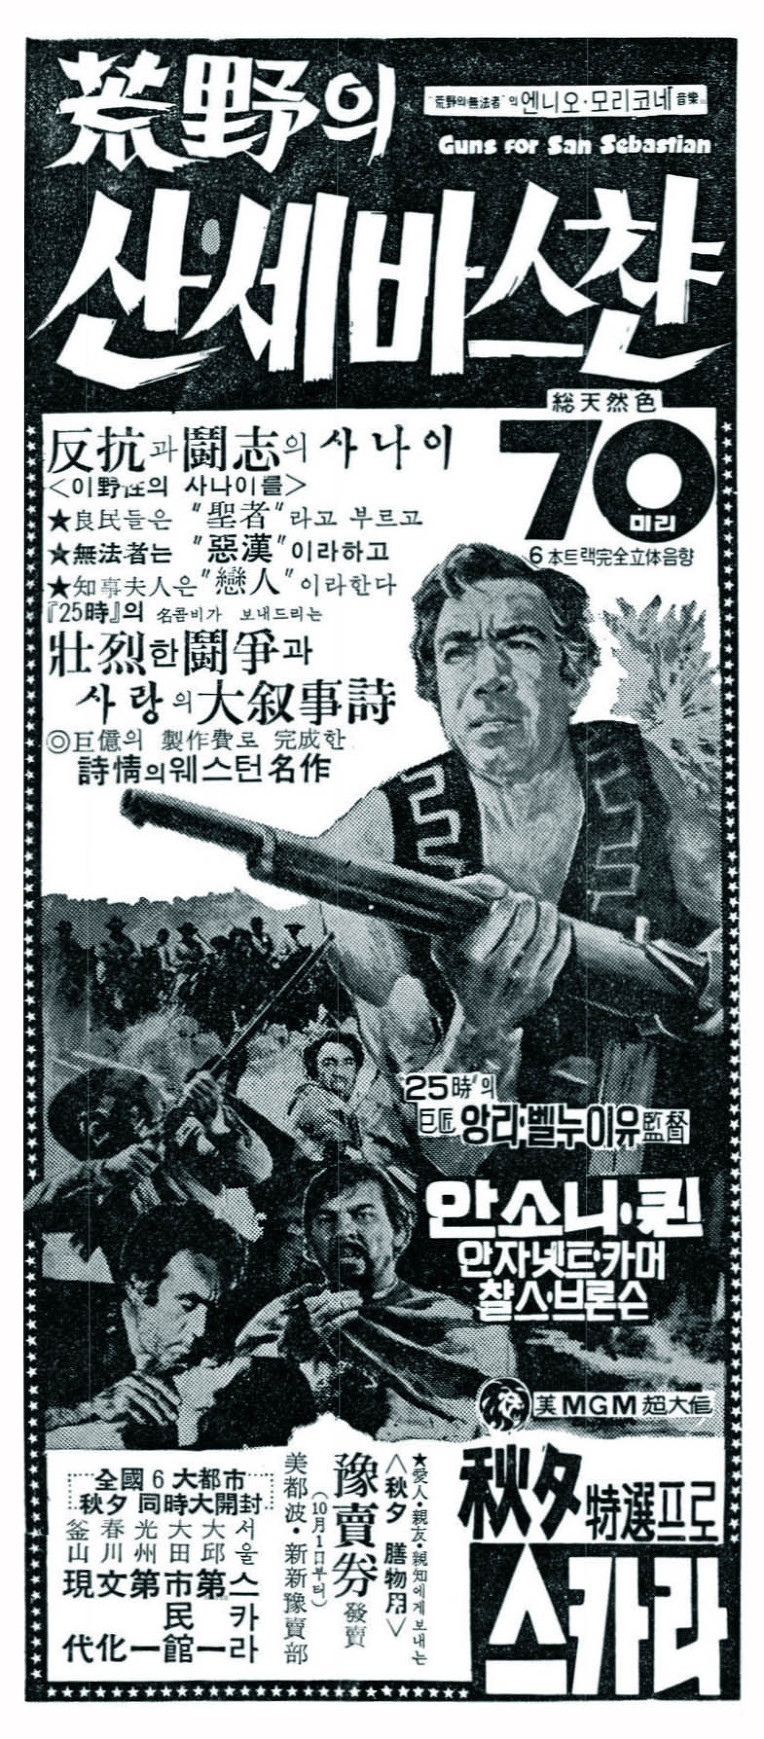 荒野의
"荒野의 無法者"의 엔니오·모리코네 音樂
Guns for San Sebastian
산·세바스챤
総天然色
70
미리
6本트랙完全立体음향
反抗과 鬪志의 사나이
<이 野性의 사나이를>
★良民들은 "聖者"라고 부르고
★無法者는 "惡漢"이라하고
★知事夫人은 "戀人"이라한다
『25時』의 名콤비가 보내드리는
壯烈한 鬪爭과
사랑의 大叙事詩
◎巨億의 製作費로 完成한
詩情의 웨스턴 名作
"25時"의
巨匠 앙리·벨누이유 監督
안소니·퀸
안자넷트·카머
챨스·브론슨
美 MGM 超大作
秋夕 特選프로
스카라
★愛人·親友·親知에게 보내는
<秋夕 膳物用>
豫賣券 發賣
(10月1日부터)
美都波·新新豫賣部
全國 6 大都市
秋夕 同時大開封
서울 스카라
大邱 第一
大田 市民館
光州 第一
春川 文化
釜山 現代